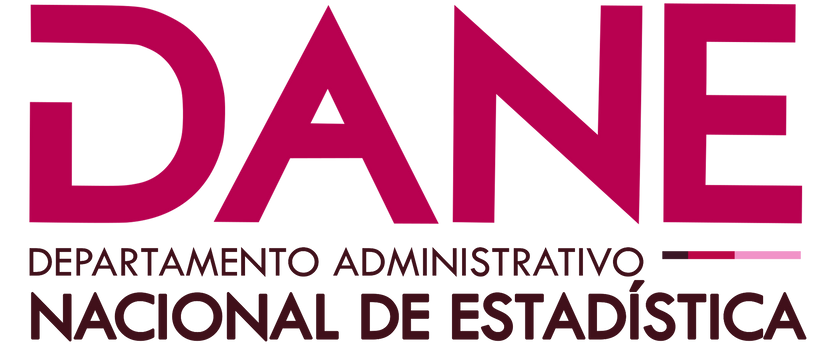 DANE
DEPARTAMENTO ADMINISTRATIVO
NACIONAL DE ESTADÍSTICA